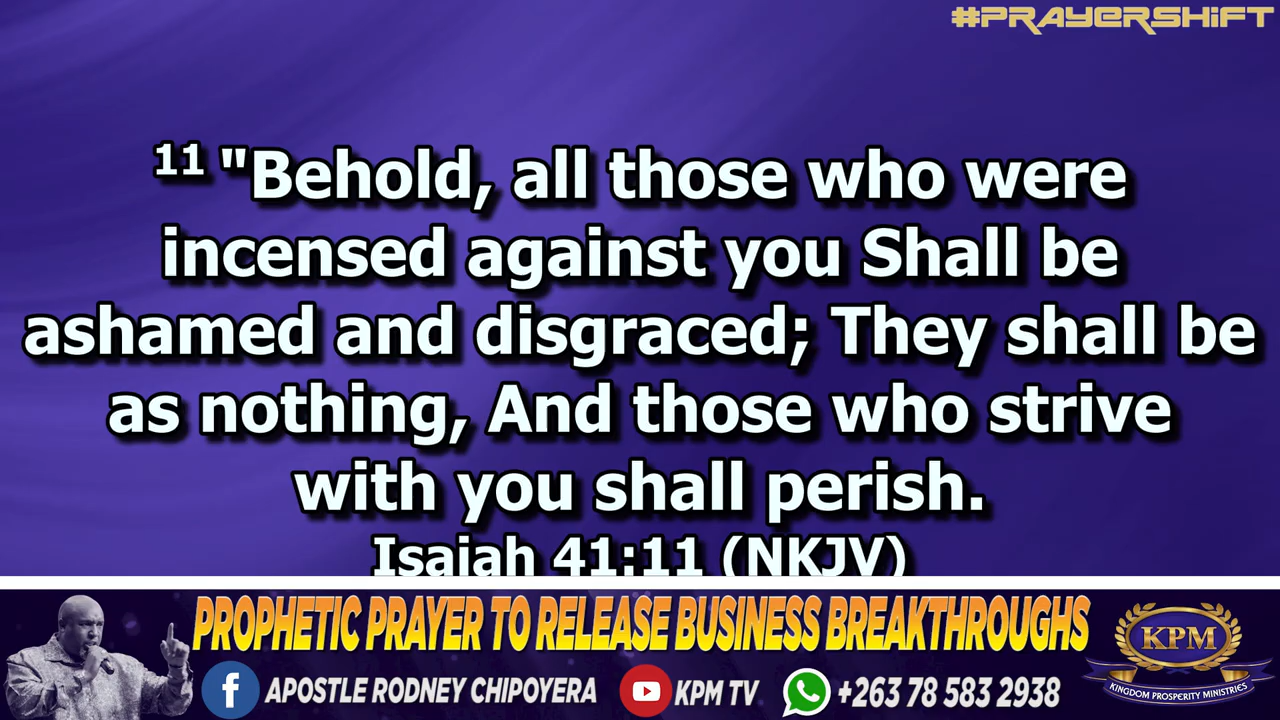 #PRAYERSHIFT
11 "Behold, all those who were
incensed against you Shall be
ashamed and disgraced; They shall be
as nothing, And those who strive
with you shall perish.
Isaiah 41:11 (NKJV)
PROPHETIC PRAYER TO RELEASE BUSINESS BREAKTHROUGHS
f APOSTLE RODNEY CHIPOYERA KPM TV +263 78 583 2938
KPM
KINGDOM PROSPERITY MINISTRIES